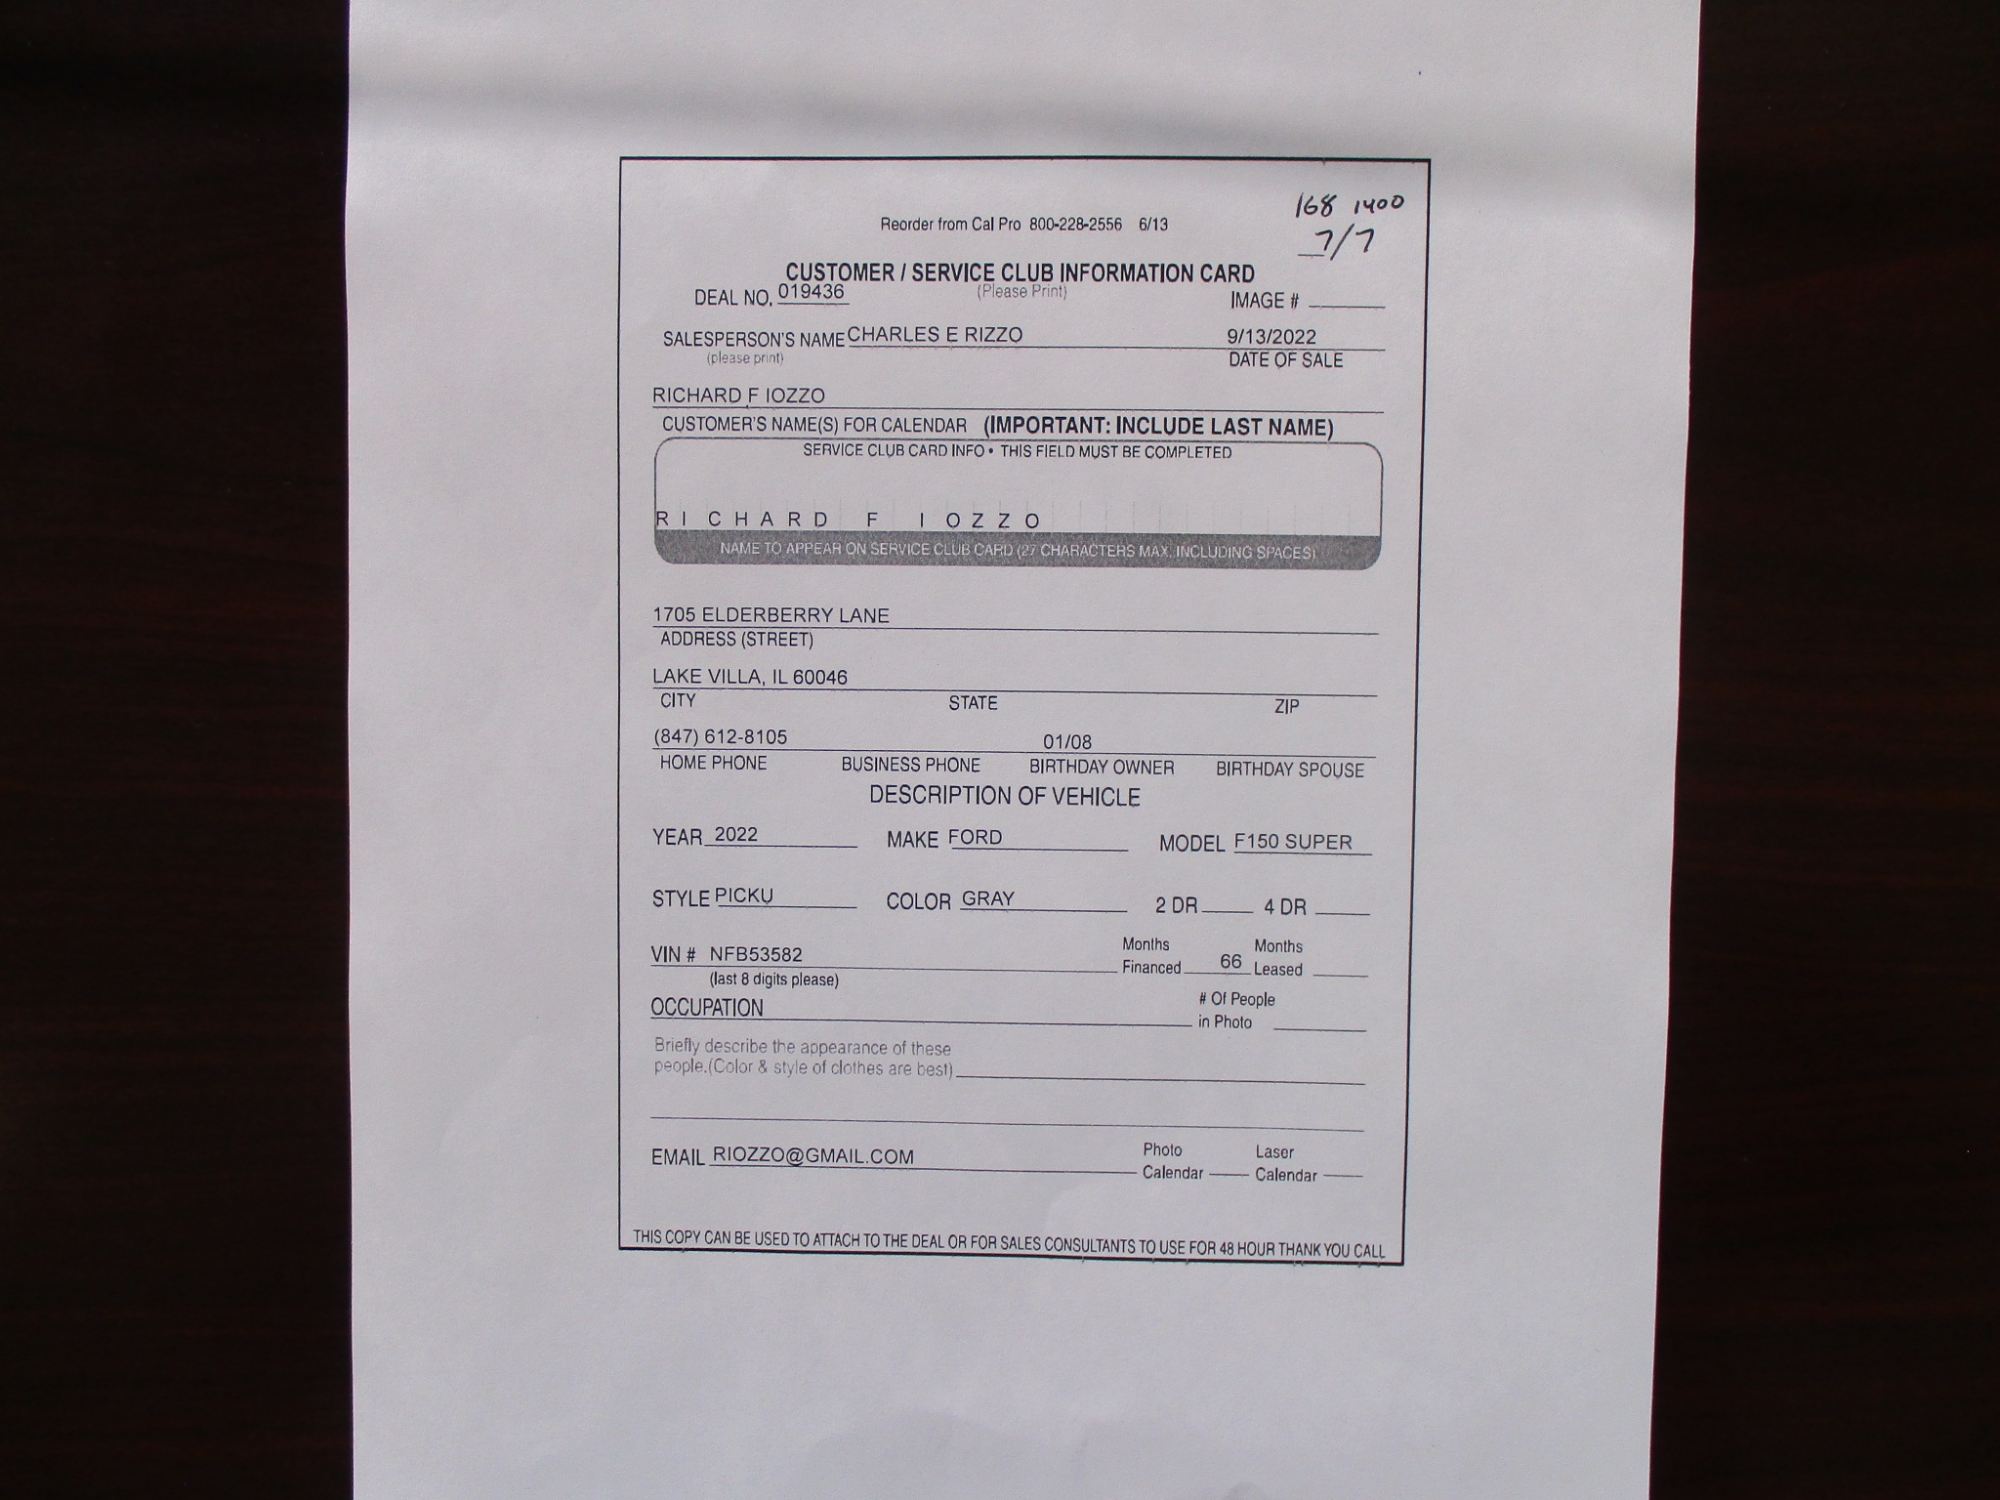 168 1400
Reorder from Cal Pro 800-228-2556 6/13
7/7
CUSTOMER / SERVICE CLUB INFORMATION CARD
DEAL NO. 019436 (Please Print) IMAGE #
SALESPERSON'S NAME CHARLES E RIZZO 9/13/2022
(please print) DATE OF SALE
RICHARD F IOZZO
CUSTOMER'S NAME(S) FOR CALENDAR (IMPORTANT: INCLUDE LAST NAME)
SERVICE CLUB CARD INFO • THIS FIELD MUST BE COMPLETED
RICHARD F IOZZO
NAME TO APPEAR ON SERVICE CLUB CARD (27 CHARACTERS MAX. INCLUDING SPACES)
1705 ELDERBERRY LANE
ADDRESS (STREET)
LAKE VILLA, IL 60046
CITY STATE ZIP
(847) 612-8105 01/08
HOME PHONE BUSINESS PHONE BIRTHDAY OWNER BIRTHDAY SPOUSE
DESCRIPTION OF VEHICLE
YEAR 2022 MAKE FORD MODEL F150 SUPER
STYLE PICKU COLOR GRAY 2 DR 4 DR
VIN # NFB53582 Months Financed 66 Months Leased
(last 8 digits please)
OCCUPATION # Of People in Photo
Briefly describe the appearance of these
people.(Color & style of clothes are best)
EMAIL RIOZZO@GMAIL.COM Photo Calendar Laser Calendar
THIS COPY CAN BE USED TO ATTACH TO THE DEAL OR FOR SALES CONSULTANTS TO USE FOR 48 HOUR THANK YOU CALL